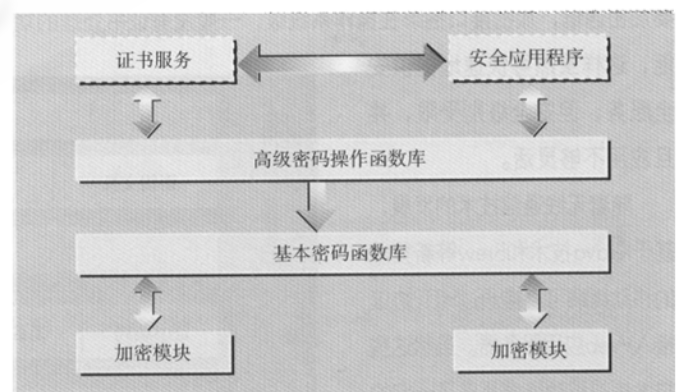 证书服务
安全应用程序
高级密码操作函数库
基本密码函数库
加密模块
加密模块